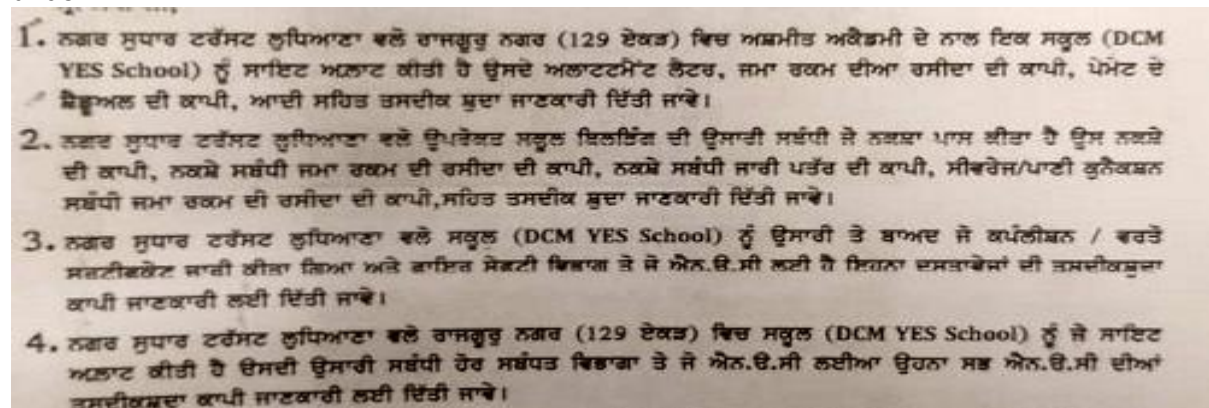 1. ਨਗਰ ਸੁਧਾਰ ਟਰੱਸਟ ਲੁਧਿਆਣਾ ਵਲੋ ਰਾਜਗੁਰੂ ਨਗਰ (129 ਏਕੜ) ਵਿਚ ਅਸ਼ਮੀਤ ਅਕੈਡਮੀ ਦੇ ਨਾਲ ਇਕ ਸਕੂਲ (DCM
YES School) ਨੂੰ ਸਾਇਟ ਅਲਾਟ ਕੀਤੀ ਹੈ ਉਸਦੇ ਅਲਾਟਟਮੈਂਟ ਲੈਟਰ, ਜਮਾ ਰਕਮ ਦੀਆ ਰਸੀਦਾ ਦੀ ਕਾਪੀ, ਪੇਮੇਟ ਦੇ
ਸ਼ੈਡੂਅਲ ਦੀ ਕਾਪੀ, ਆਦੀ ਸਹਿਤ ਤਸਦੀਕ ਸ਼ੁਦਾ ਜਾਣਕਾਰੀ ਦਿੱਤੀ ਜਾਵੇ।
2. ਨਗਰ ਸੁਧਾਰ ਟਰੱਸਟ ਲੁਧਿਆਣਾ ਵਲੋ ਉਪਰੋਕਤ ਸਕੂਲ ਬਿਲਡਿੰਗ ਦੀ ਉਸਾਰੀ ਸਬੰਧੀ ਜੋ ਨਕਸ਼ਾ ਪਾਸ ਕੀਤਾ ਹੈ ਉਸ ਨਕਸ਼ੇ
ਦੀ ਕਾਪੀ, ਨਕਸ਼ੇ ਸਬੰਧੀ ਜਮਾ ਰਕਮ ਦੀ ਰਸੀਦਾ ਦੀ ਕਾਪੀ, ਨਕਸ਼ੇ ਸਬੰਧੀ ਜਾਰੀ ਪਤੱਰ ਦੀ ਕਾਪੀ, ਸੀਵਰੇਜ/ਪਾਣੀ ਕੁਨੈਕਸ਼ਨ
ਸਬੰਧੀ ਜਮਾ ਰਕਮ ਦੀ ਰਸੀਦਾ ਦੀ ਕਾਪੀ,ਸਹਿਤ ਤਸਦੀਕ ਸ਼ੁਦਾ ਜਾਣਕਾਰੀ ਦਿੱਤੀ ਜਾਵੇ।
3. ਨਗਰ ਸੁਧਾਰ ਟਰੱਸਟ ਲੁਧਿਆਣਾ ਵਲੋ ਸਕੂਲ (DCM YES School) ਨੂੰ ਉਸਾਰੀ ਤੇ ਬਾਅਦ ਜੋ ਕਪੰਲੀਸ਼ਨ / ਵਰਤੋ
ਸਰਟੀਫਕੇਟ ਜਾਰੀ ਕੀਤਾ ਗਿਆ ਅਤੇ ਫਾਇਰ ਸੇਫਟੀ ਵਿਭਾਗ ਤੋ ਜੋ ਐਨ.ਓ.ਸੀ ਲਈ ਹੈ ਇਹਨਾ ਦਸਤਾਵੇਜਾਂ ਦੀ ਤਸਦੀਕਸ਼ੁਦਾ
ਕਾਪੀ ਜਾਣਕਾਰੀ ਲਈ ਦਿੱਤੀ ਜਾਵੇ।
4. ਨਗਰ ਸੁਧਾਰ ਟਰੱਸਟ ਲੁਧਿਆਣਾ ਵਲੋ ਰਾਜਗੁਰੂ ਨਗਰ (129 ਏਕੜ) ਵਿਚ ਸਕੂਲ (DCM YES School) ਨੂੰ ਜੋ ਸਾਇਟ
ਅਲਾਟ ਕੀਤੀ ਹੈ ਉਸਦੀ ਉਸਾਰੀ ਸਬੰਧੀ ਹੋਰ ਸਬੰਧਤ ਵਿਭਾਗਾ ਤੋ ਜੋ ਐਨ.ਓ.ਸੀ ਲਈਆ ਉਹਨਾ ਸਭ ਐਨ.ਓ.ਸੀ ਦੀਆਂ
ਤਸਦੀਕਸ਼ੁਦਾ ਕਾਪੀ ਜਾਣਕਾਰੀ ਲਈ ਦਿੱਤੀ ਜਾਵੇ।